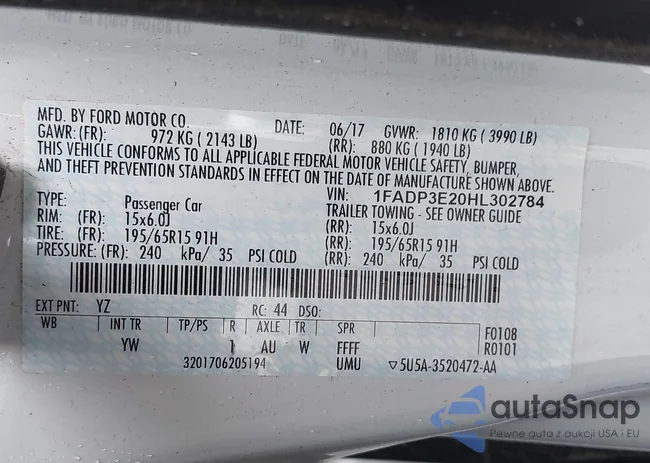 MFD. BY FORD MOTOR CO. DATE: 06/17 GVWR: 1810 KG ( 3990 LB)
GAWR: (FR): 972 KG ( 2143 LB) (RR): 880 KG ( 1940 LB)
THIS VEHICLE CONFORMS TO ALL APPLICABLE FEDERAL MOTOR VEHICLE SAFETY, BUMPER,
AND THEFT PREVENTION STANDARDS IN EFFECT ON THE DATE OF MANUFACTURE SHOWN ABOVE.
VIN: 1FADP3E20HL302784
TYPE: Passenger Car TRAILER TOWING - SEE OWNER GUIDE
RIM: (FR): 15x6.0J (RR): 15x6.0J
TIRE: (FR): 195/65R15 91H (RR): 195/65R15 91H
PRESSURE: (FR): 240 kPa/ 35 PSI COLD (RR): 240 kPa/ 35 PSI COLD
EXT PNT: YZ RC: 44 DSO:
WB INT TR TP/PS R AXLE TR SPR F0108
YW 1 AU W FFFF R0101
3201706205194 UMU ▽5U5A-3520472-AA
autaSnap
Pewne auta z aukcji USA i EU